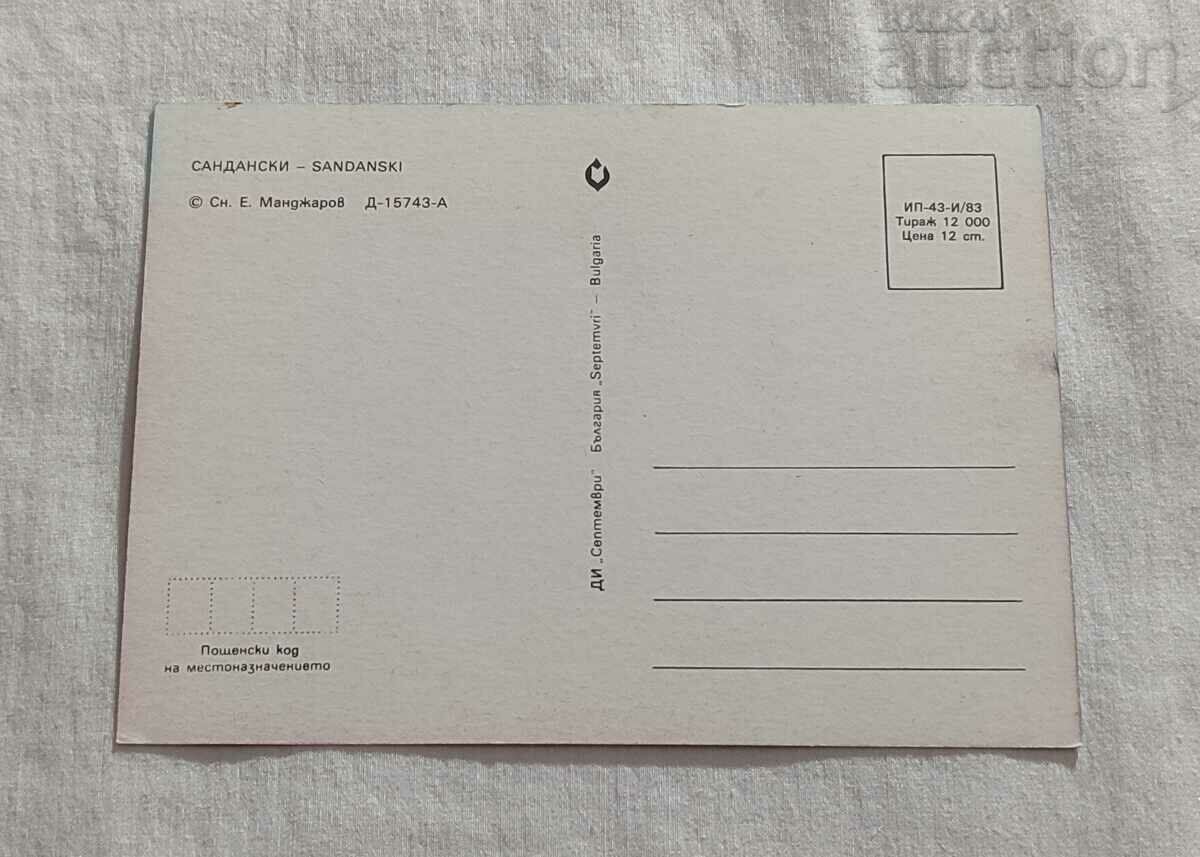 BALKAN
auction
САНДАНСКИ – SANDANSKI
© Сн. Е. Манджаров Д-15743-А
ИП-43-И/83
Тираж 12 000
Цена 12 ст.
ДИ „Септември" България „Septemvri" – Bulgaria
Пощенски код
на местоназначението